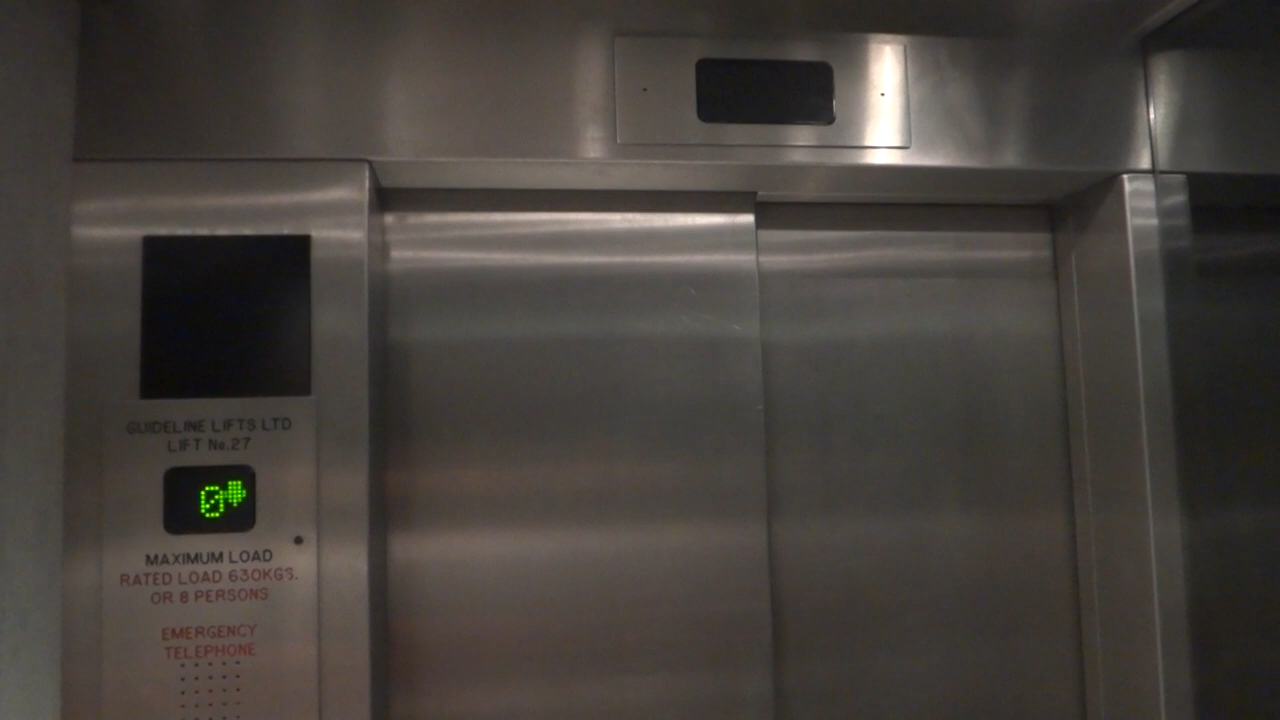 GUIDELINE LIFTS LTD
LIFT No.27
0
MAXIMUM LOAD
RATED LOAD 630KGS.
OR 8 PERSONS
EMERGENCY
TELEPHONE